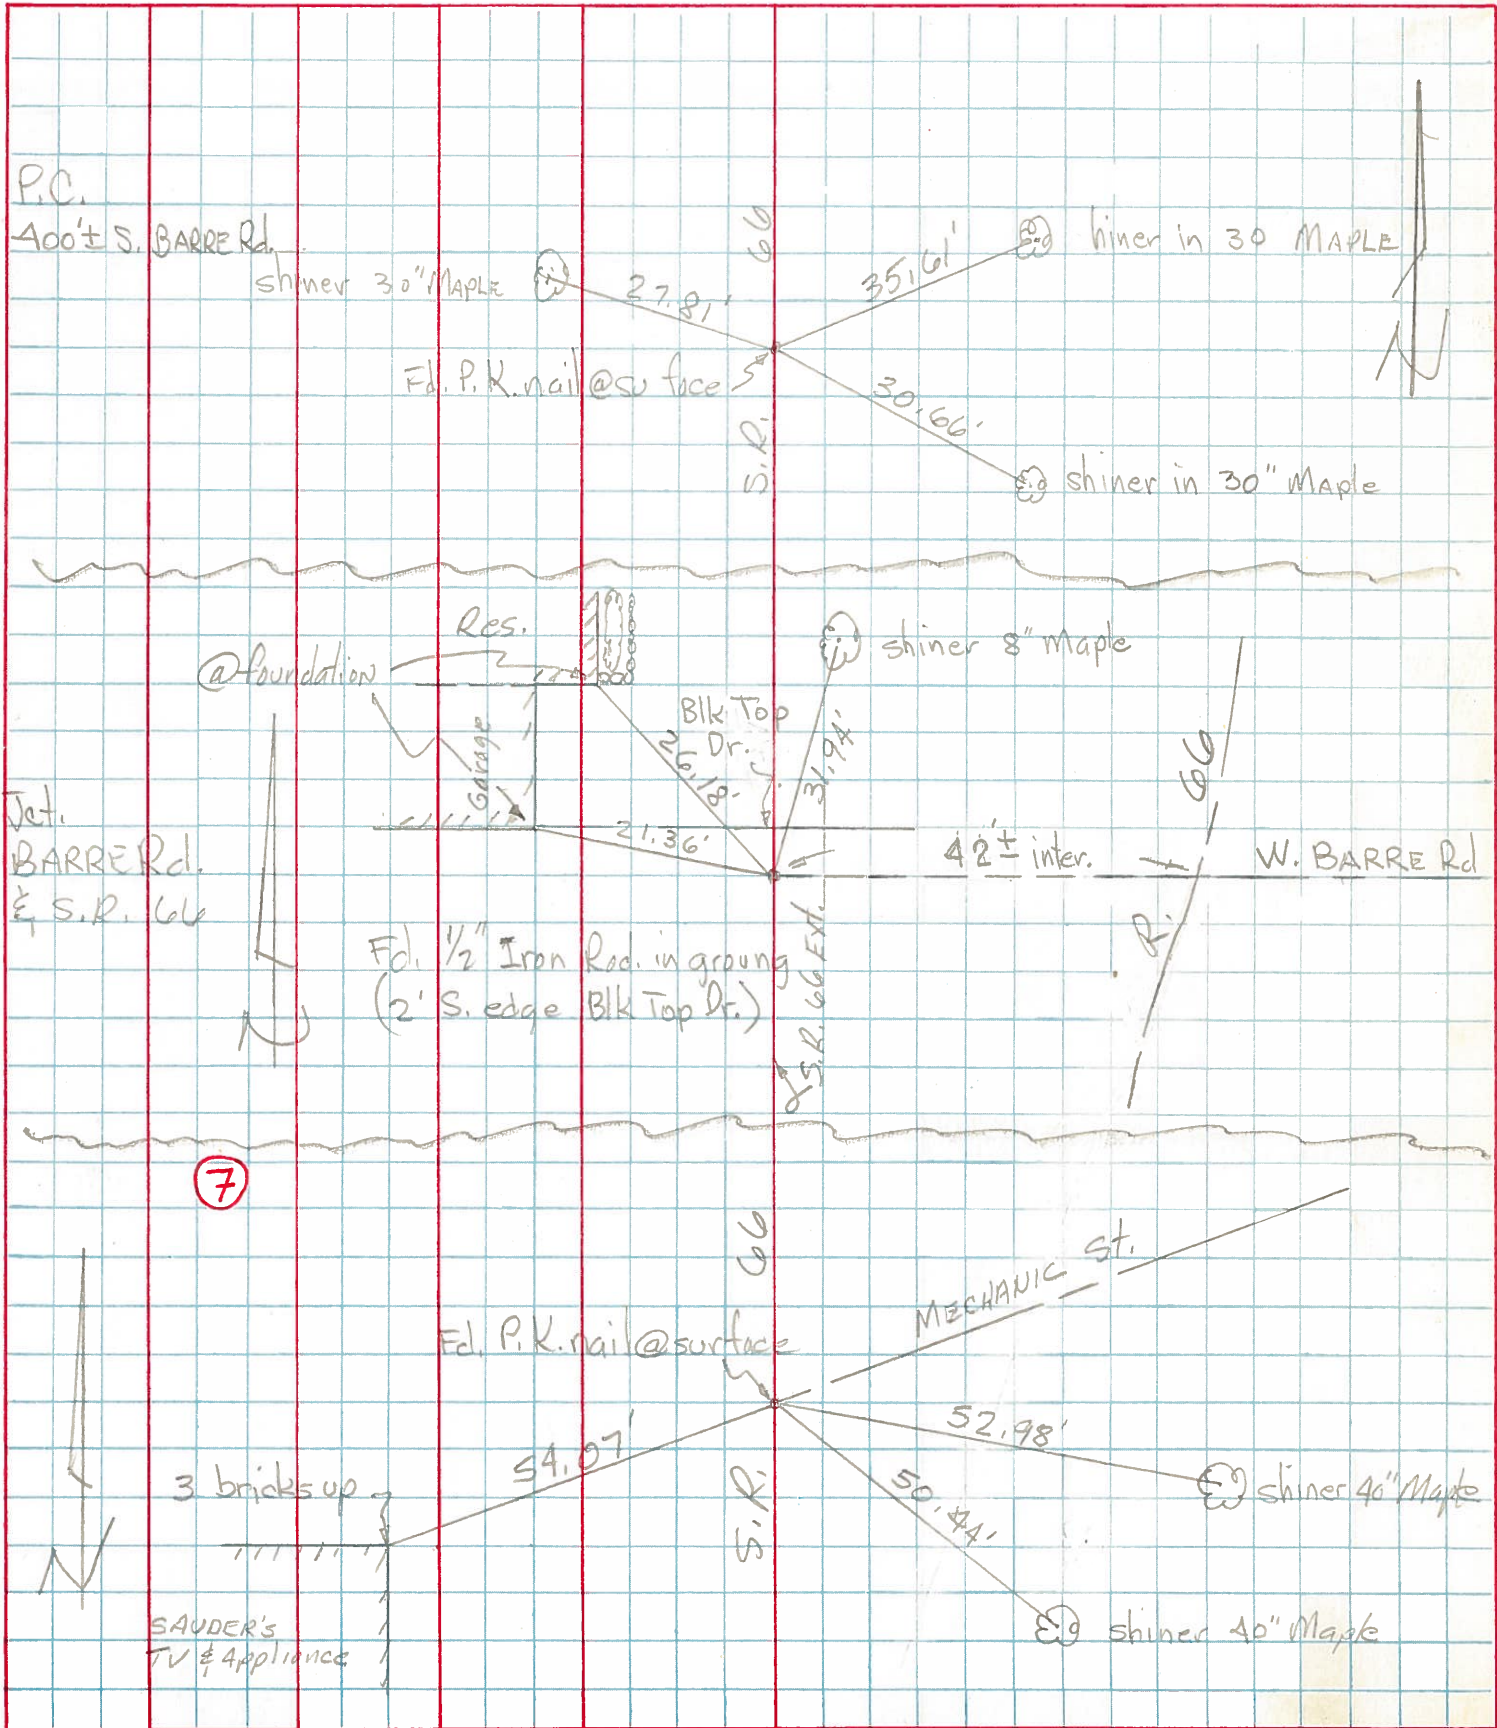 P.C.
400'± S. BARRE Rd.
shiner 30" MAPLE
27.81'
S.R. 66
35.61'
hiner in 30 MAPLE
Fd. P.K. nail @ su face
30.66'
shiner in 30" Maple
N
Res.
@ foundation
Garage
Blk Top
Dr.
26.18'
31.94'
21.36'
shiner 8" Maple
Jct.
BARRE Rd.
& S.R. 66
42'± inter.
W. BARRE Rd
R. 66
Fd. 1/2" Iron Rod. in groung
(2' S. edge Blk Top Dr.)
S.R. 66 Ext.
N
7
S.R. 66
MECHANIC St.
Fd. P.K. nail @ surface
54.07'
52.98'
50.44'
3 bricks up
shiner 40" Maple
shiner 40" Maple
SAUDER'S
TV & Appliance
N